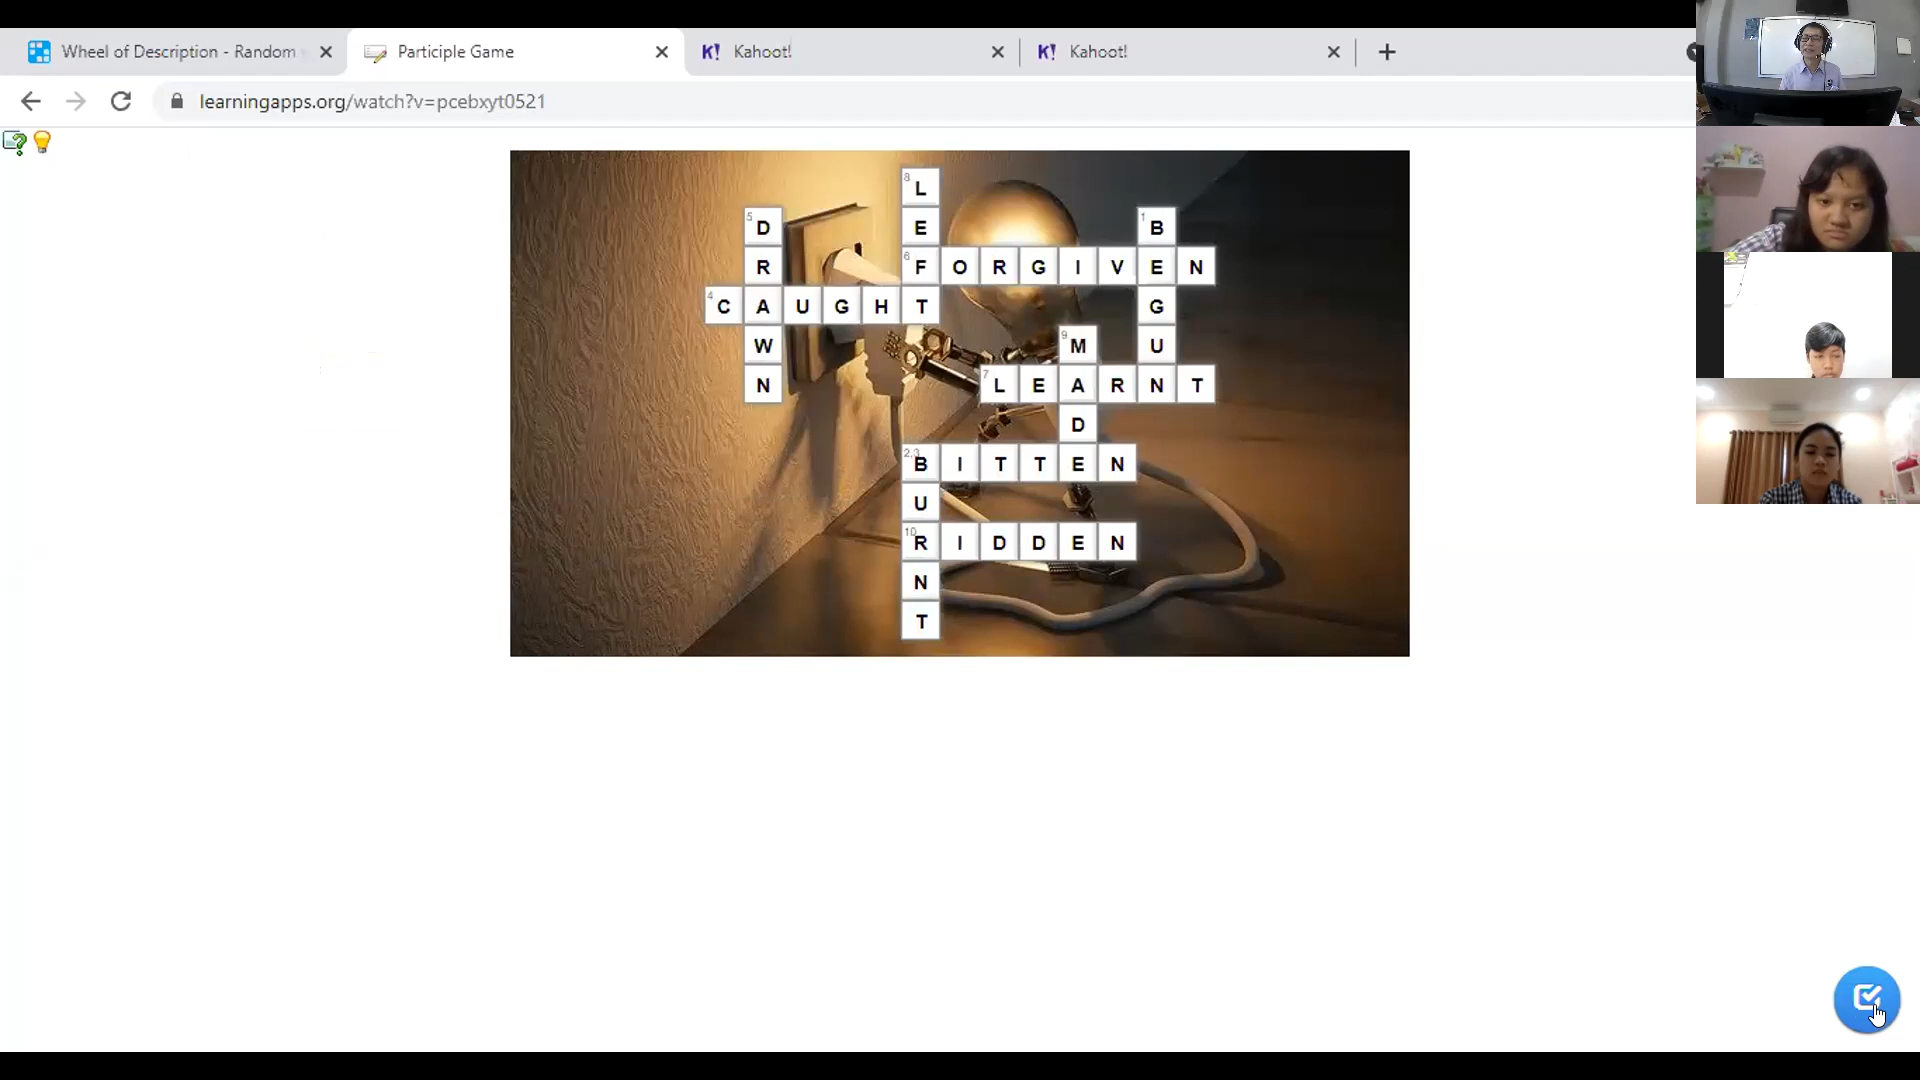 Wheel of Description - Random
Participle Game
K! Kahoot!
K! Kahoot!
learningapps.org/watch?v=pcebxyt0521
8 L
5 D E 1 B
R 6 F O R G I V E N
4 C A U G H T G
W 9 M U
N 7 L E A R N T
D
2,3 B I T T E N
U
10 R I D D E N
N
T